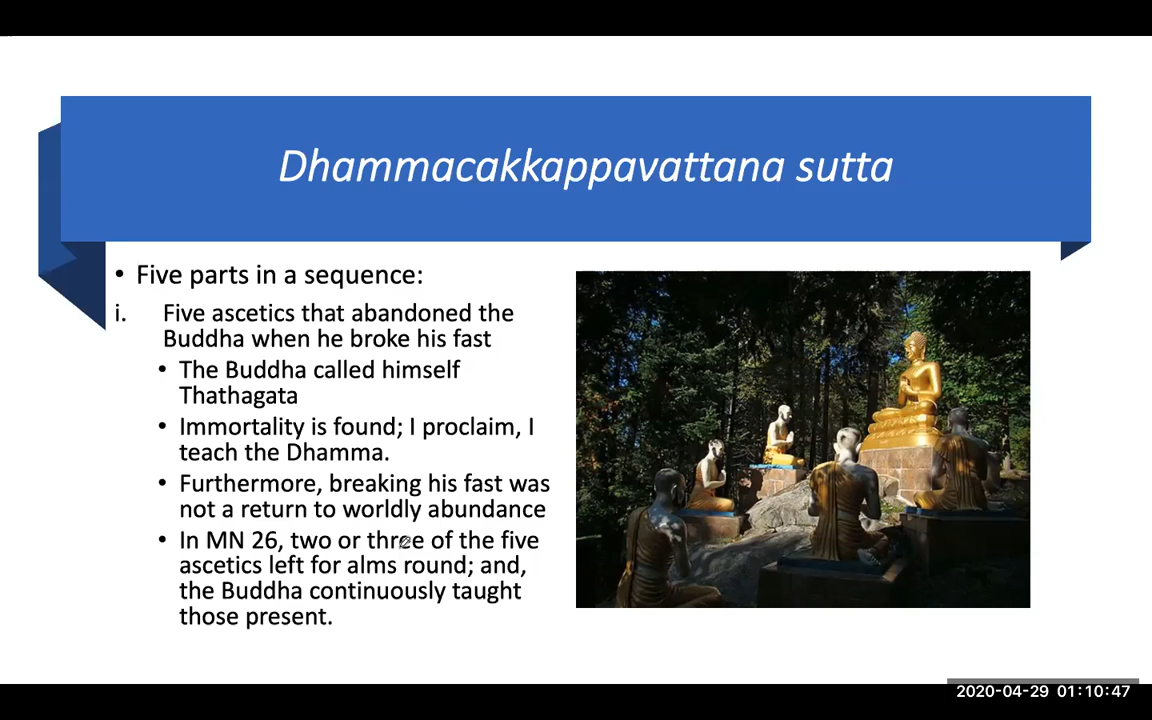 Dhammacakkappavattana sutta
• Five parts in a sequence:
i. Five ascetics that abandoned the
Buddha when he broke his fast
• The Buddha called himself
Thathagata
• Immortality is found; I proclaim, I
teach the Dhamma.
• Furthermore, breaking his fast was
not a return to worldly abundance
• In MN 26, two or three of the five
ascetics left for alms round; and,
the Buddha continuously taught
those present.
2020-04-29 01:10:47